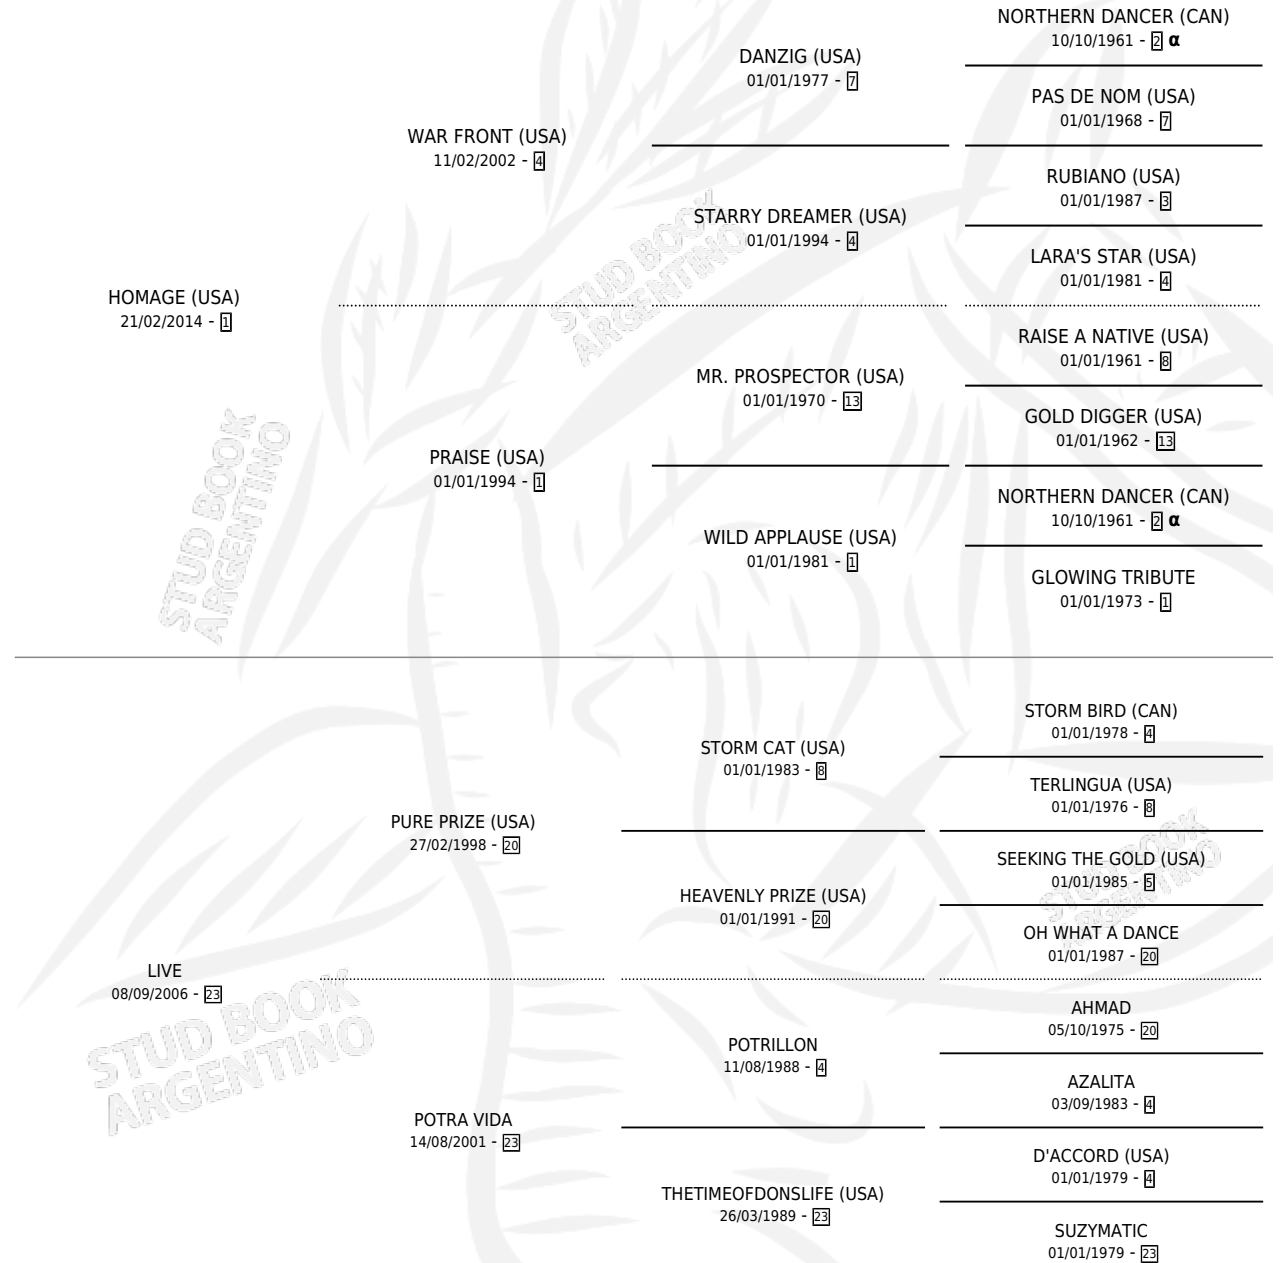 NORTHERN DANCER (CAN)
10/10/1961 - 2 α
DANZIG (USA)
01/01/1977 - 7
PAS DE NOM (USA)
01/01/1968 - 7
WAR FRONT (USA)
11/02/2002 - 4
RUBIANO (USA)
01/01/1987 - 3
STARRY DREAMER (USA)
01/01/1994 - 4
LARA'S STAR (USA)
01/01/1981 - 4
HOMAGE (USA)
21/02/2014 - 1
RAISE A NATIVE (USA)
01/01/1961 - 8
MR. PROSPECTOR (USA)
01/01/1970 - 13
GOLD DIGGER (USA)
01/01/1962 - 13
PRAISE (USA)
01/01/1994 - 1
NORTHERN DANCER (CAN)
10/10/1961 - 2 α
WILD APPLAUSE (USA)
01/01/1981 - 1
GLOWING TRIBUTE
01/01/1973 - 1
STORM BIRD (CAN)
01/01/1978 - 4
STORM CAT (USA)
01/01/1983 - 8
TERLINGUA (USA)
01/01/1976 - 8
PURE PRIZE (USA)
27/02/1998 - 20
SEEKING THE GOLD (USA)
01/01/1985 - 5
HEAVENLY PRIZE (USA)
01/01/1991 - 20
OH WHAT A DANCE
01/01/1987 - 20
LIVE
08/09/2006 - 23
AHMAD
05/10/1975 - 20
POTRILLON
11/08/1988 - 4
AZALITA
03/09/1983 - 4
POTRA VIDA
14/08/2001 - 23
D'ACCORD (USA)
01/01/1979 - 4
THETIMEOFDONSLIFE (USA)
26/03/1989 - 23
SUZYMATIC
01/01/1979 - 23
STUD BOOK
ARGENTINO
STUD BOOK
ARGENTINO
STUD BOOK
ARGENTINO
STUD BOOK
ARGENTINO